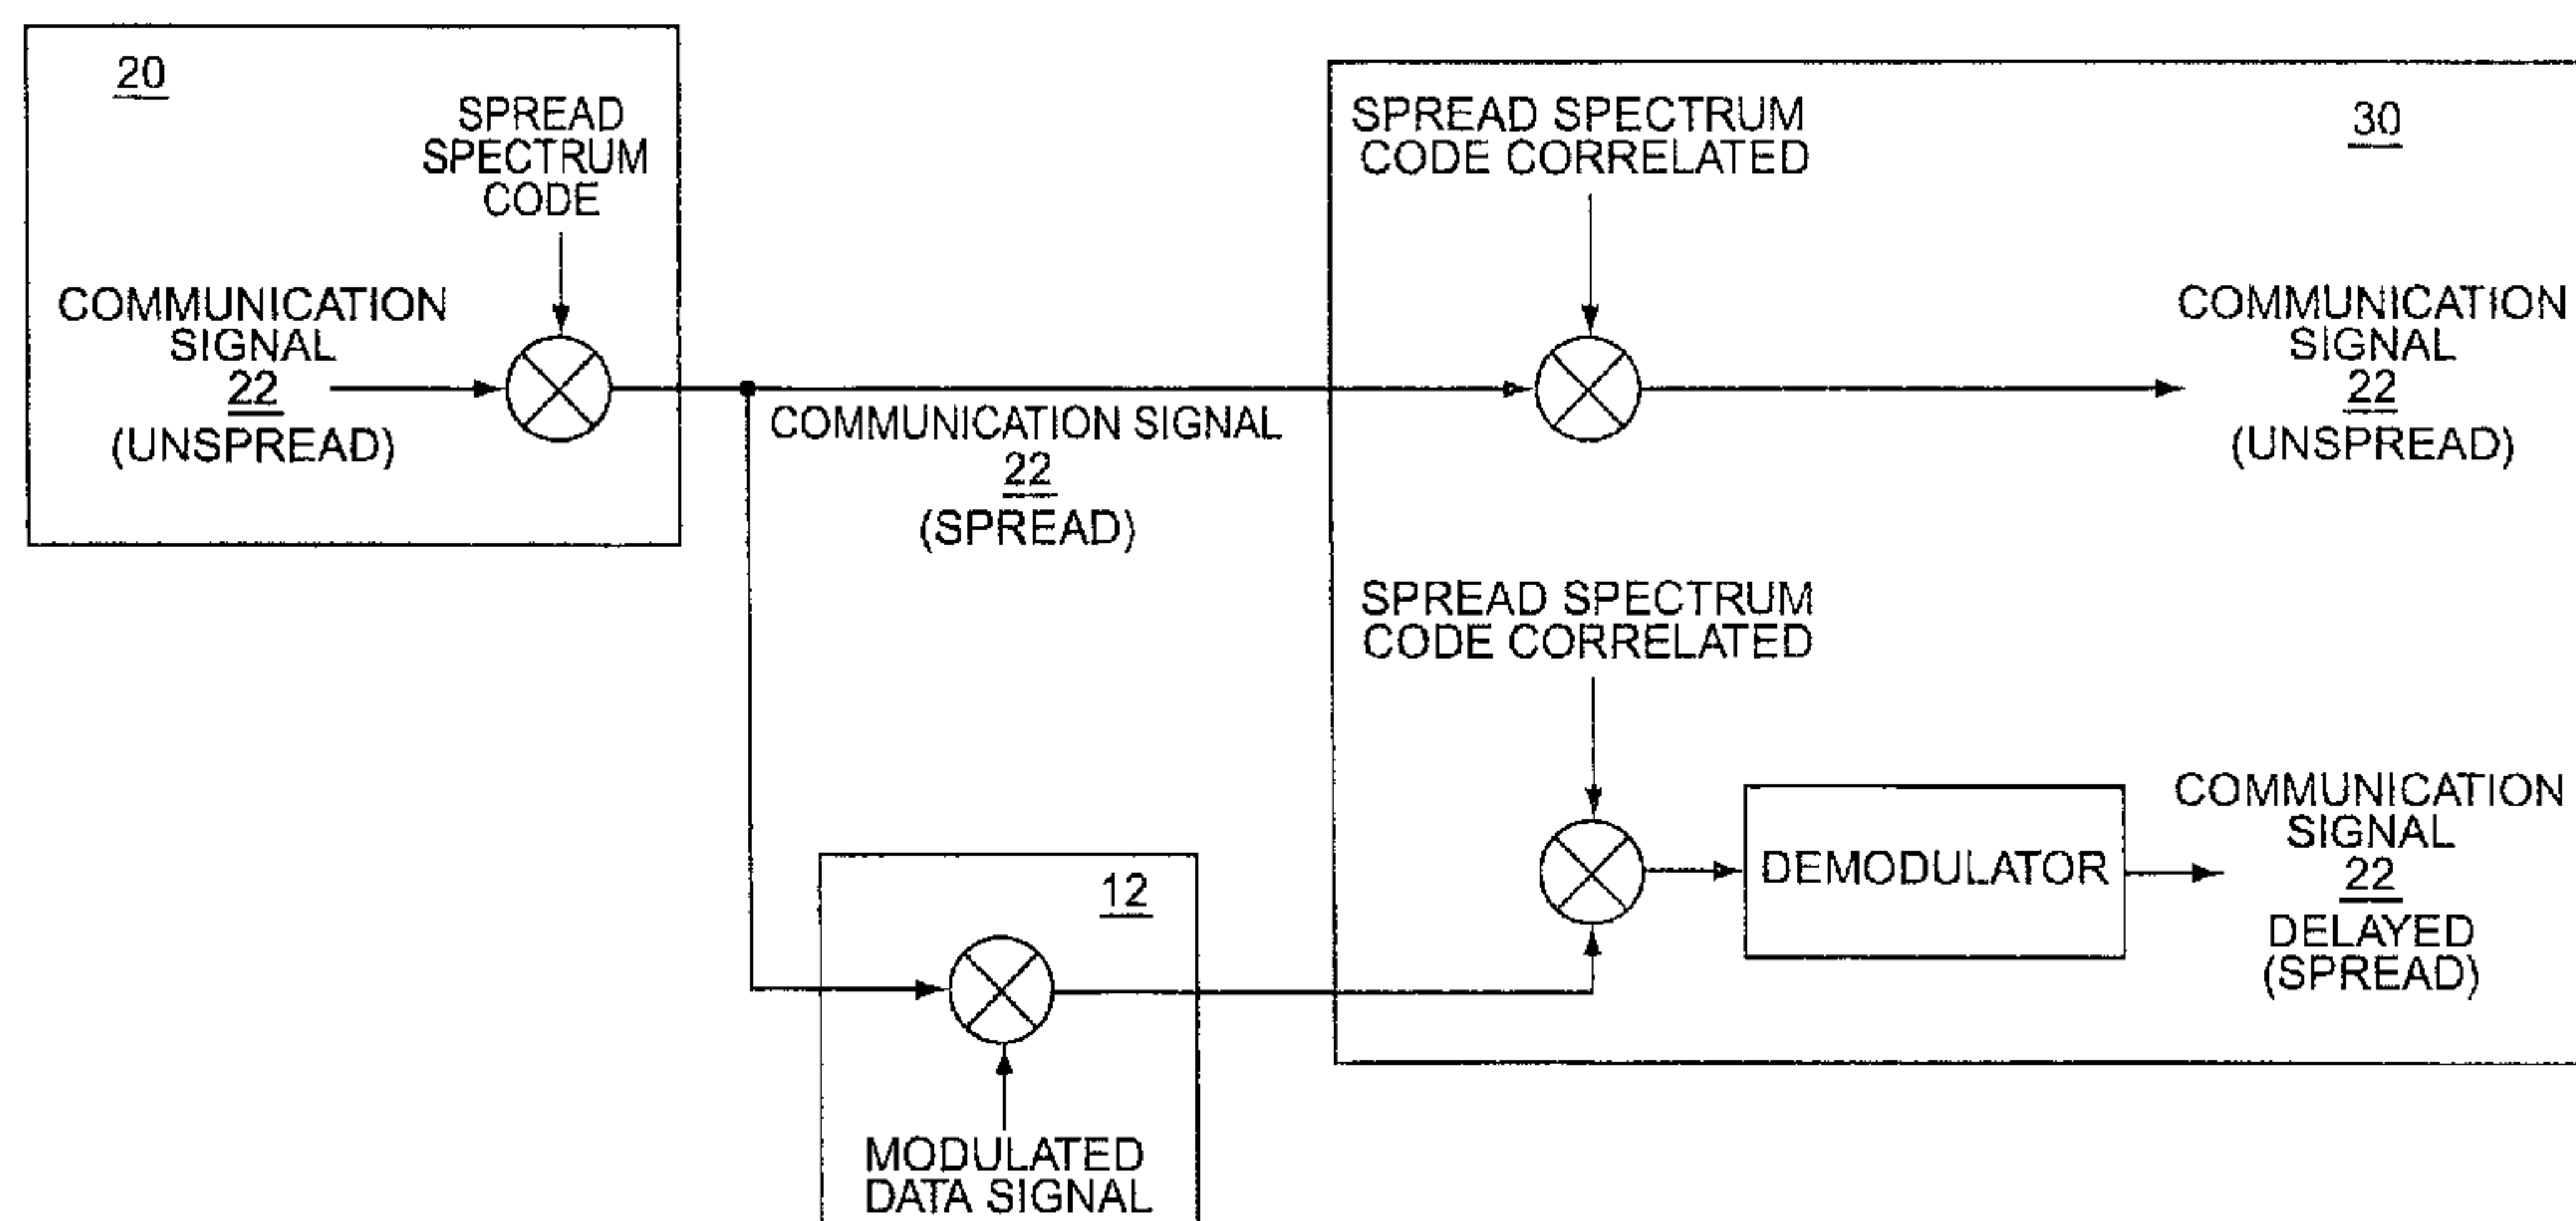 20
SPREAD
SPECTRUM
CODE
COMMUNICATION
SIGNAL
22
(UNSPREAD)
COMMUNICATION SIGNAL
22
(SPREAD)
30
SPREAD SPECTRUM
CODE CORRELATED
COMMUNICATION
SIGNAL
22
(UNSPREAD)
SPREAD SPECTRUM
CODE CORRELATED
DEMODULATOR
COMMUNICATION
SIGNAL
22
DELAYED
(SPREAD)
12
MODULATED
DATA SIGNAL